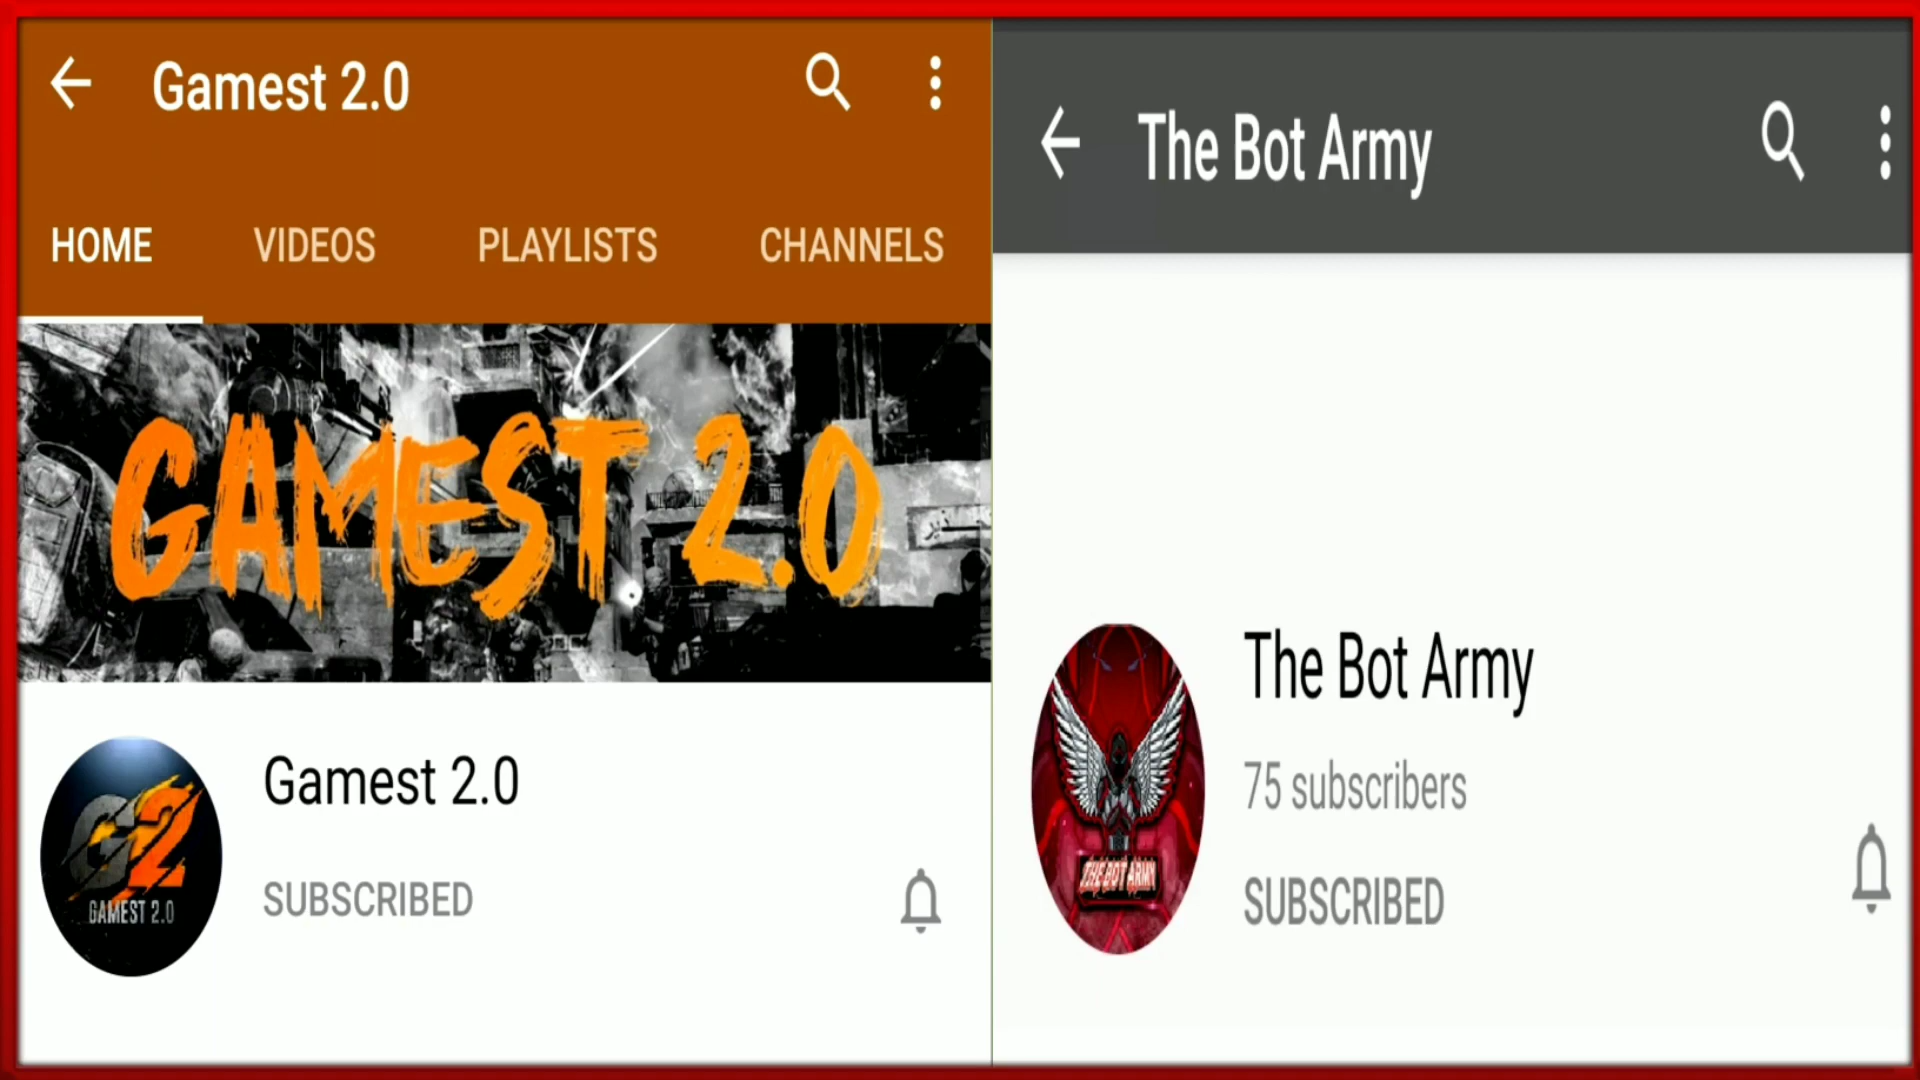 Gamest 2.0
HOME
VIDEOS
PLAYLISTS
CHANNELS
GAMEST 2.0
G2
GAMEST 2.0
Gamest 2.0
SUBSCRIBED
The Bot Army
THE BOT ARMY
The Bot Army
75 subscribers
SUBSCRIBED